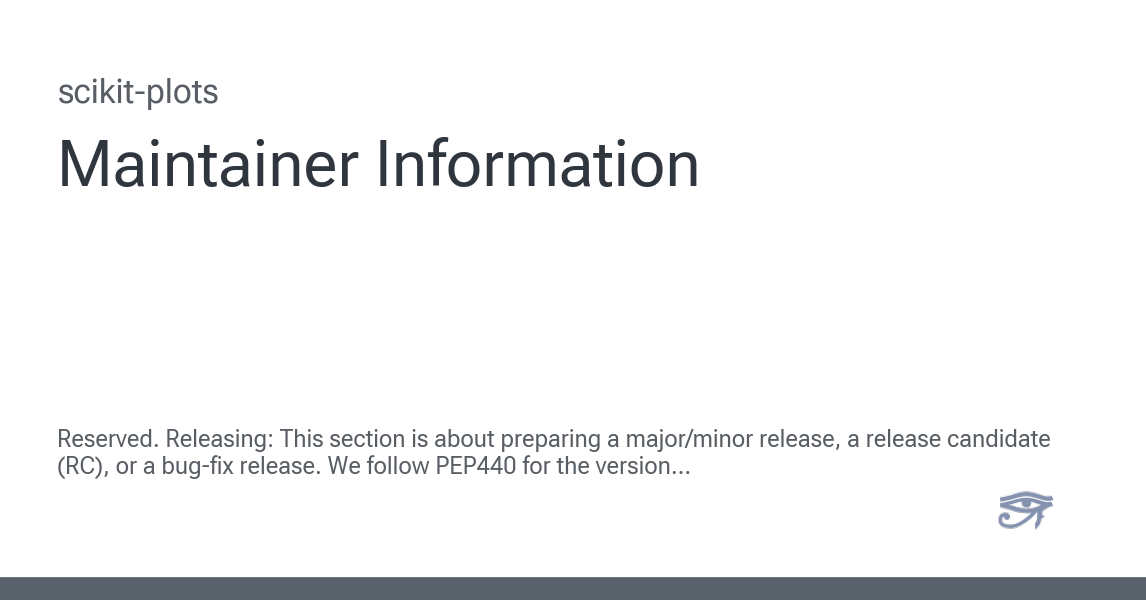 scikit-plots
Maintainer Information
Reserved. Releasing: This section is about preparing a major/minor release, a release candidate
(RC), or a bug-fix release. We follow PEP440 for the version...